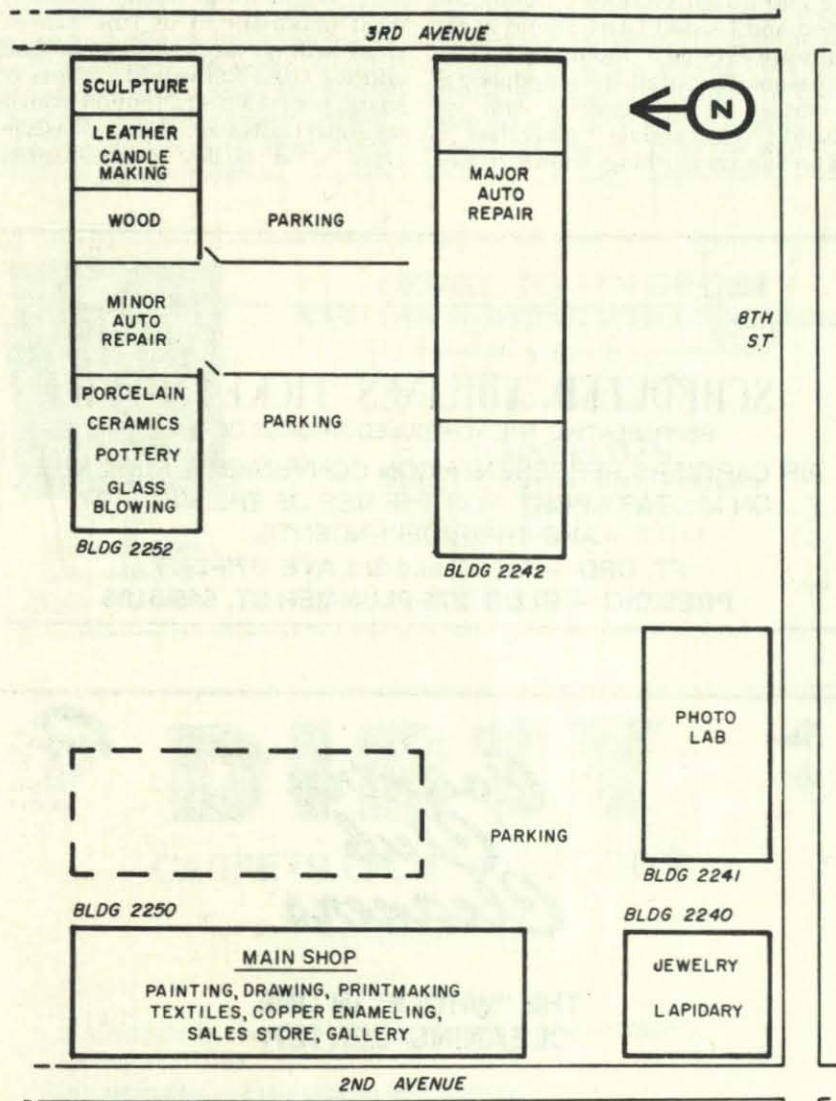 3RD AVENUE
SCULPTURE
LEATHER
CANDLE
MAKING
WOOD
PARKING
MINOR
AUTO
REPAIR
PORCELAIN
CERAMICS
POTTERY
GLASS
BLOWING
PARKING
BLDG 2252
MAJOR
AUTO
REPAIR
BLDG 2242
N
8TH
ST
PHOTO
LAB
BLDG 2241
PARKING
BLDG 2250
MAIN SHOP
PAINTING, DRAWING, PRINTMAKING
TEXTILES, COPPER ENAMELING,
SALES STORE, GALLERY
BLDG 2240
JEWELRY
LAPIDARY
2ND AVENUE